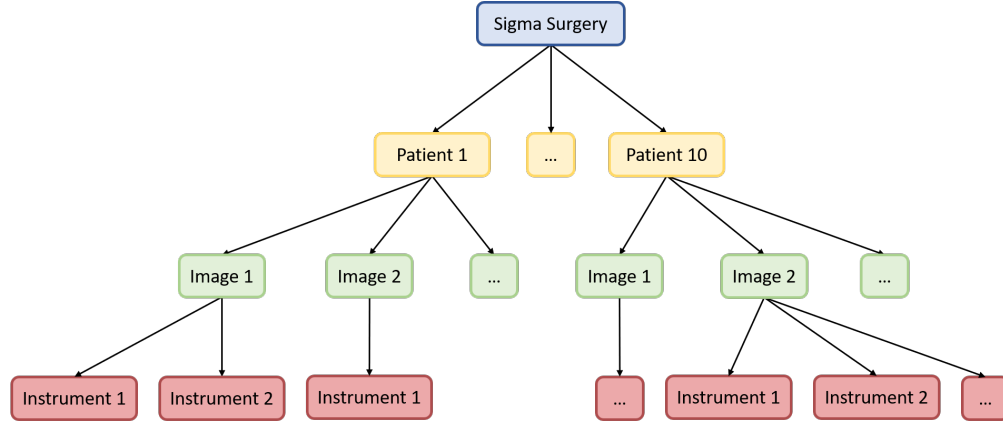 Sigma Surgery
Patient 1
...
Patient 10
Image 1
Image 2
...
Image 1
Image 2
...
Instrument 1
Instrument 2
Instrument 1
...
Instrument 1
Instrument 2
...